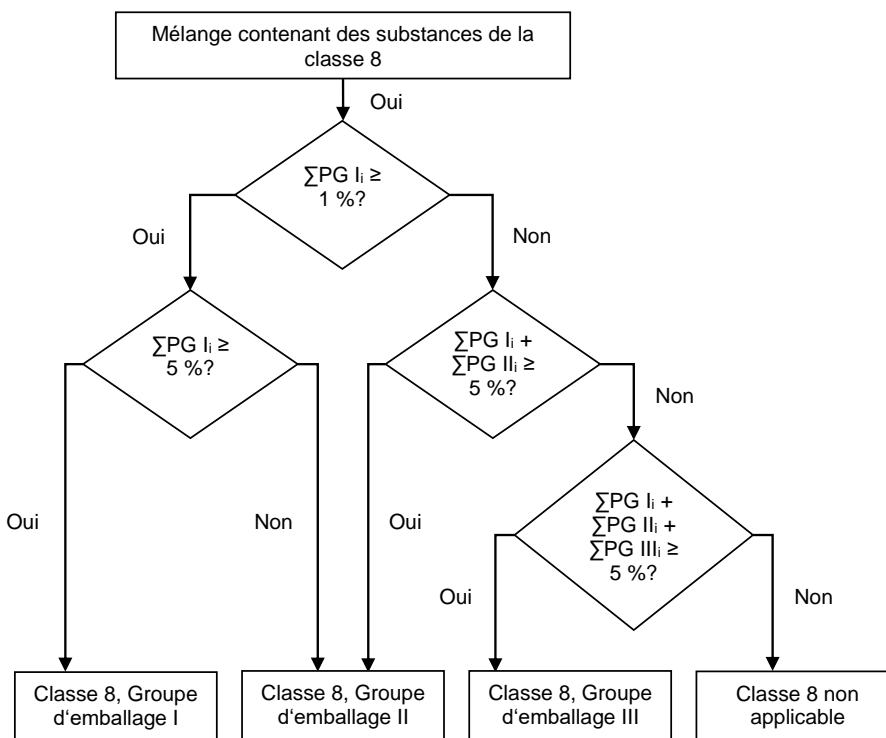 Mélange contenant des substances de la
classe 8
Oui
∑PG Iᵢ ≥
1 %?
Oui
Non
∑PG Iᵢ ≥
5 %?
∑PG Iᵢ +
∑PG IIᵢ ≥
5 %?
Non
Oui
Non
Oui
∑PG Iᵢ +
∑PG IIᵢ +
∑PG IIIᵢ ≥
5 %?
Oui
Non
Classe 8, Groupe
d‘emballage I
Classe 8, Groupe
d‘emballage II
Classe 8, Groupe
d‘emballage III
Classe 8 non
applicable